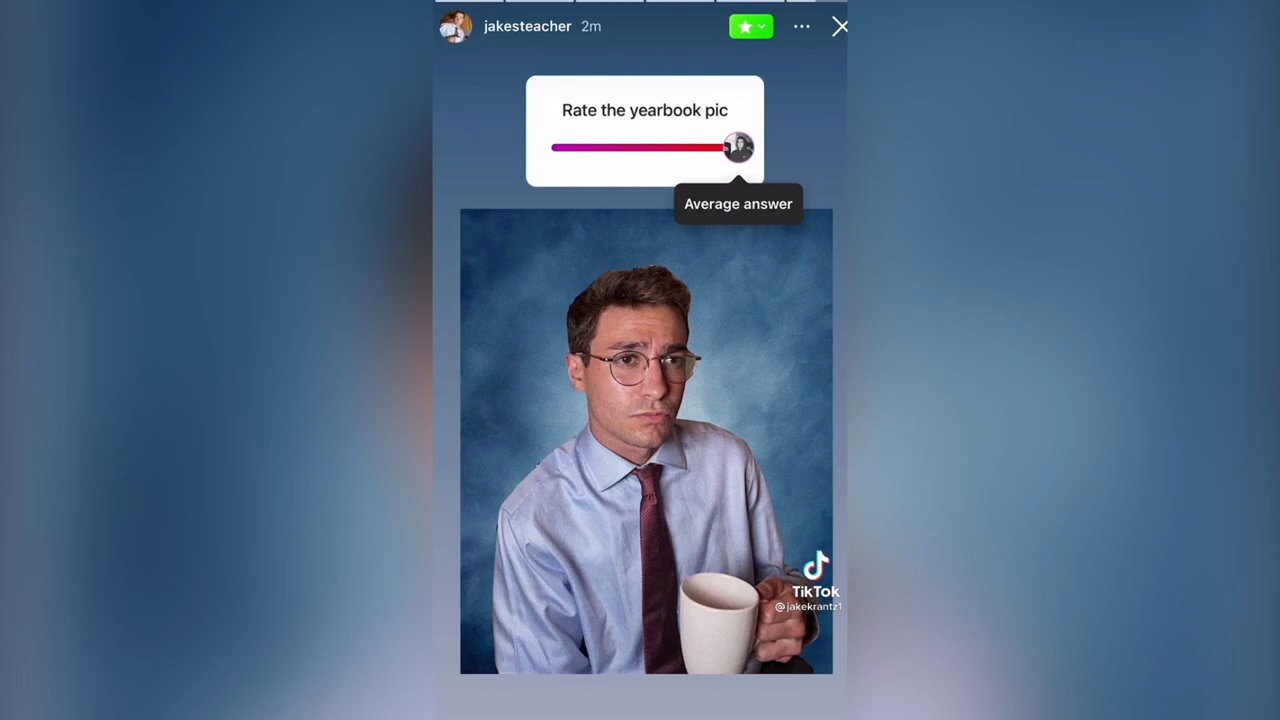 jakesteacher 2m
Rate the yearbook pic
Average answer
TikTok
@jakekrantz1